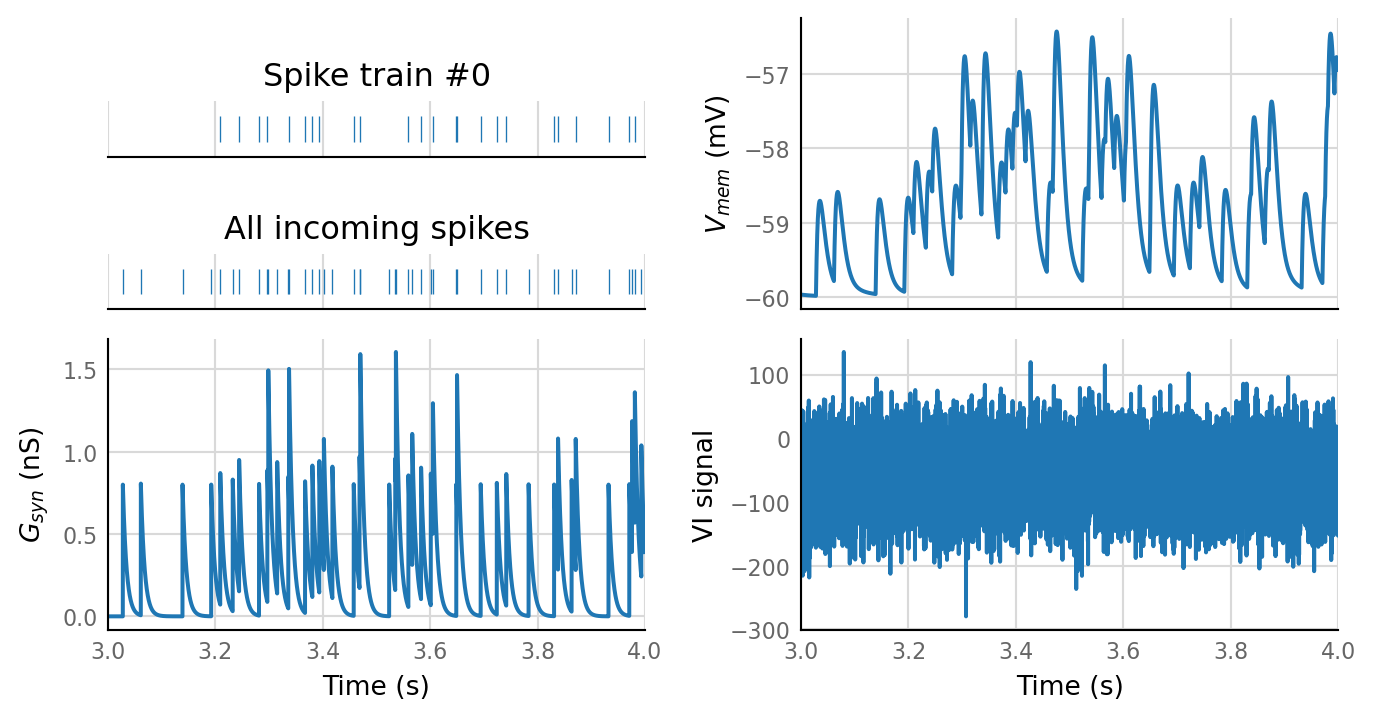 Spike train #0
All incoming spikes
G_syn (nS)
1.5
1.0
0.5
0.0
3.0 3.2 3.4 3.6 3.8 4.0
Time (s)
V_mem (mV)
−57
−58
−59
−60
VI signal
100
0
−100
−200
−300
3.0 3.2 3.4 3.6 3.8 4.0
Time (s)